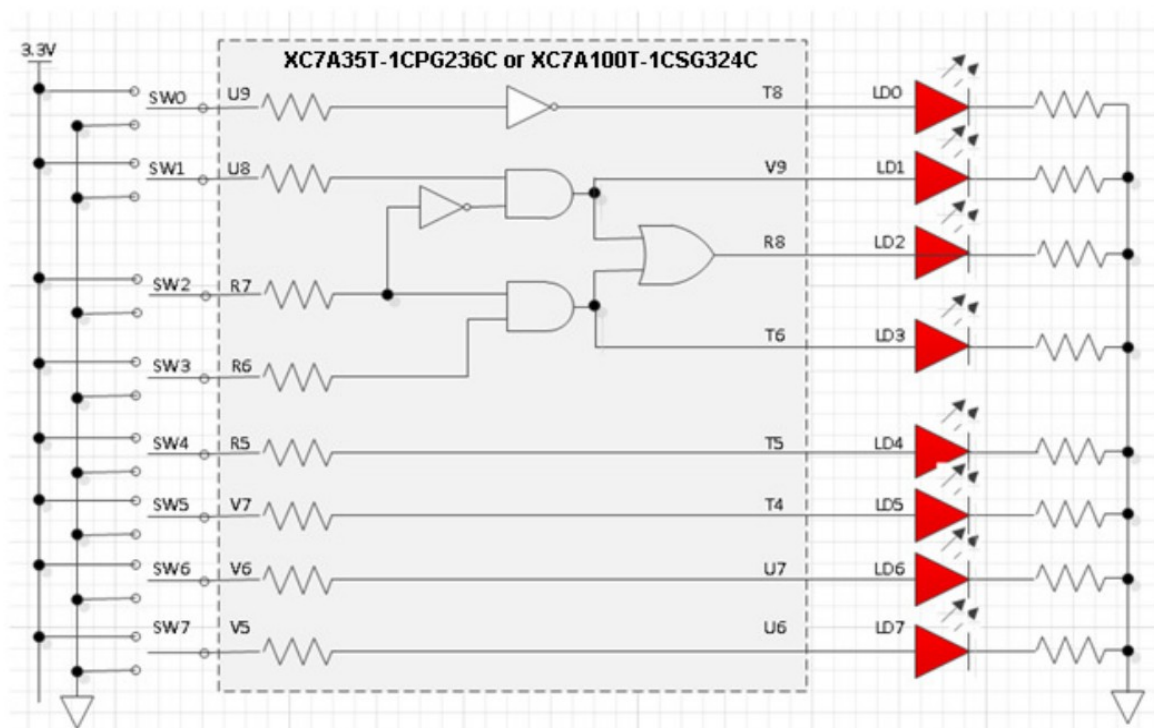 3.3V
XC7A35T-1CPG236C or XC7A100T-1CSG324C
SW0 U9 T8 LD0
SW1 U8 V9 LD1
R8 LD2
SW2 R7
T6 LD3
SW3 R6
SW4 R5 T5 LD4
SW5 V7 T4 LD5
SW6 V6 U7 LD6
SW7 V5 U6 LD7